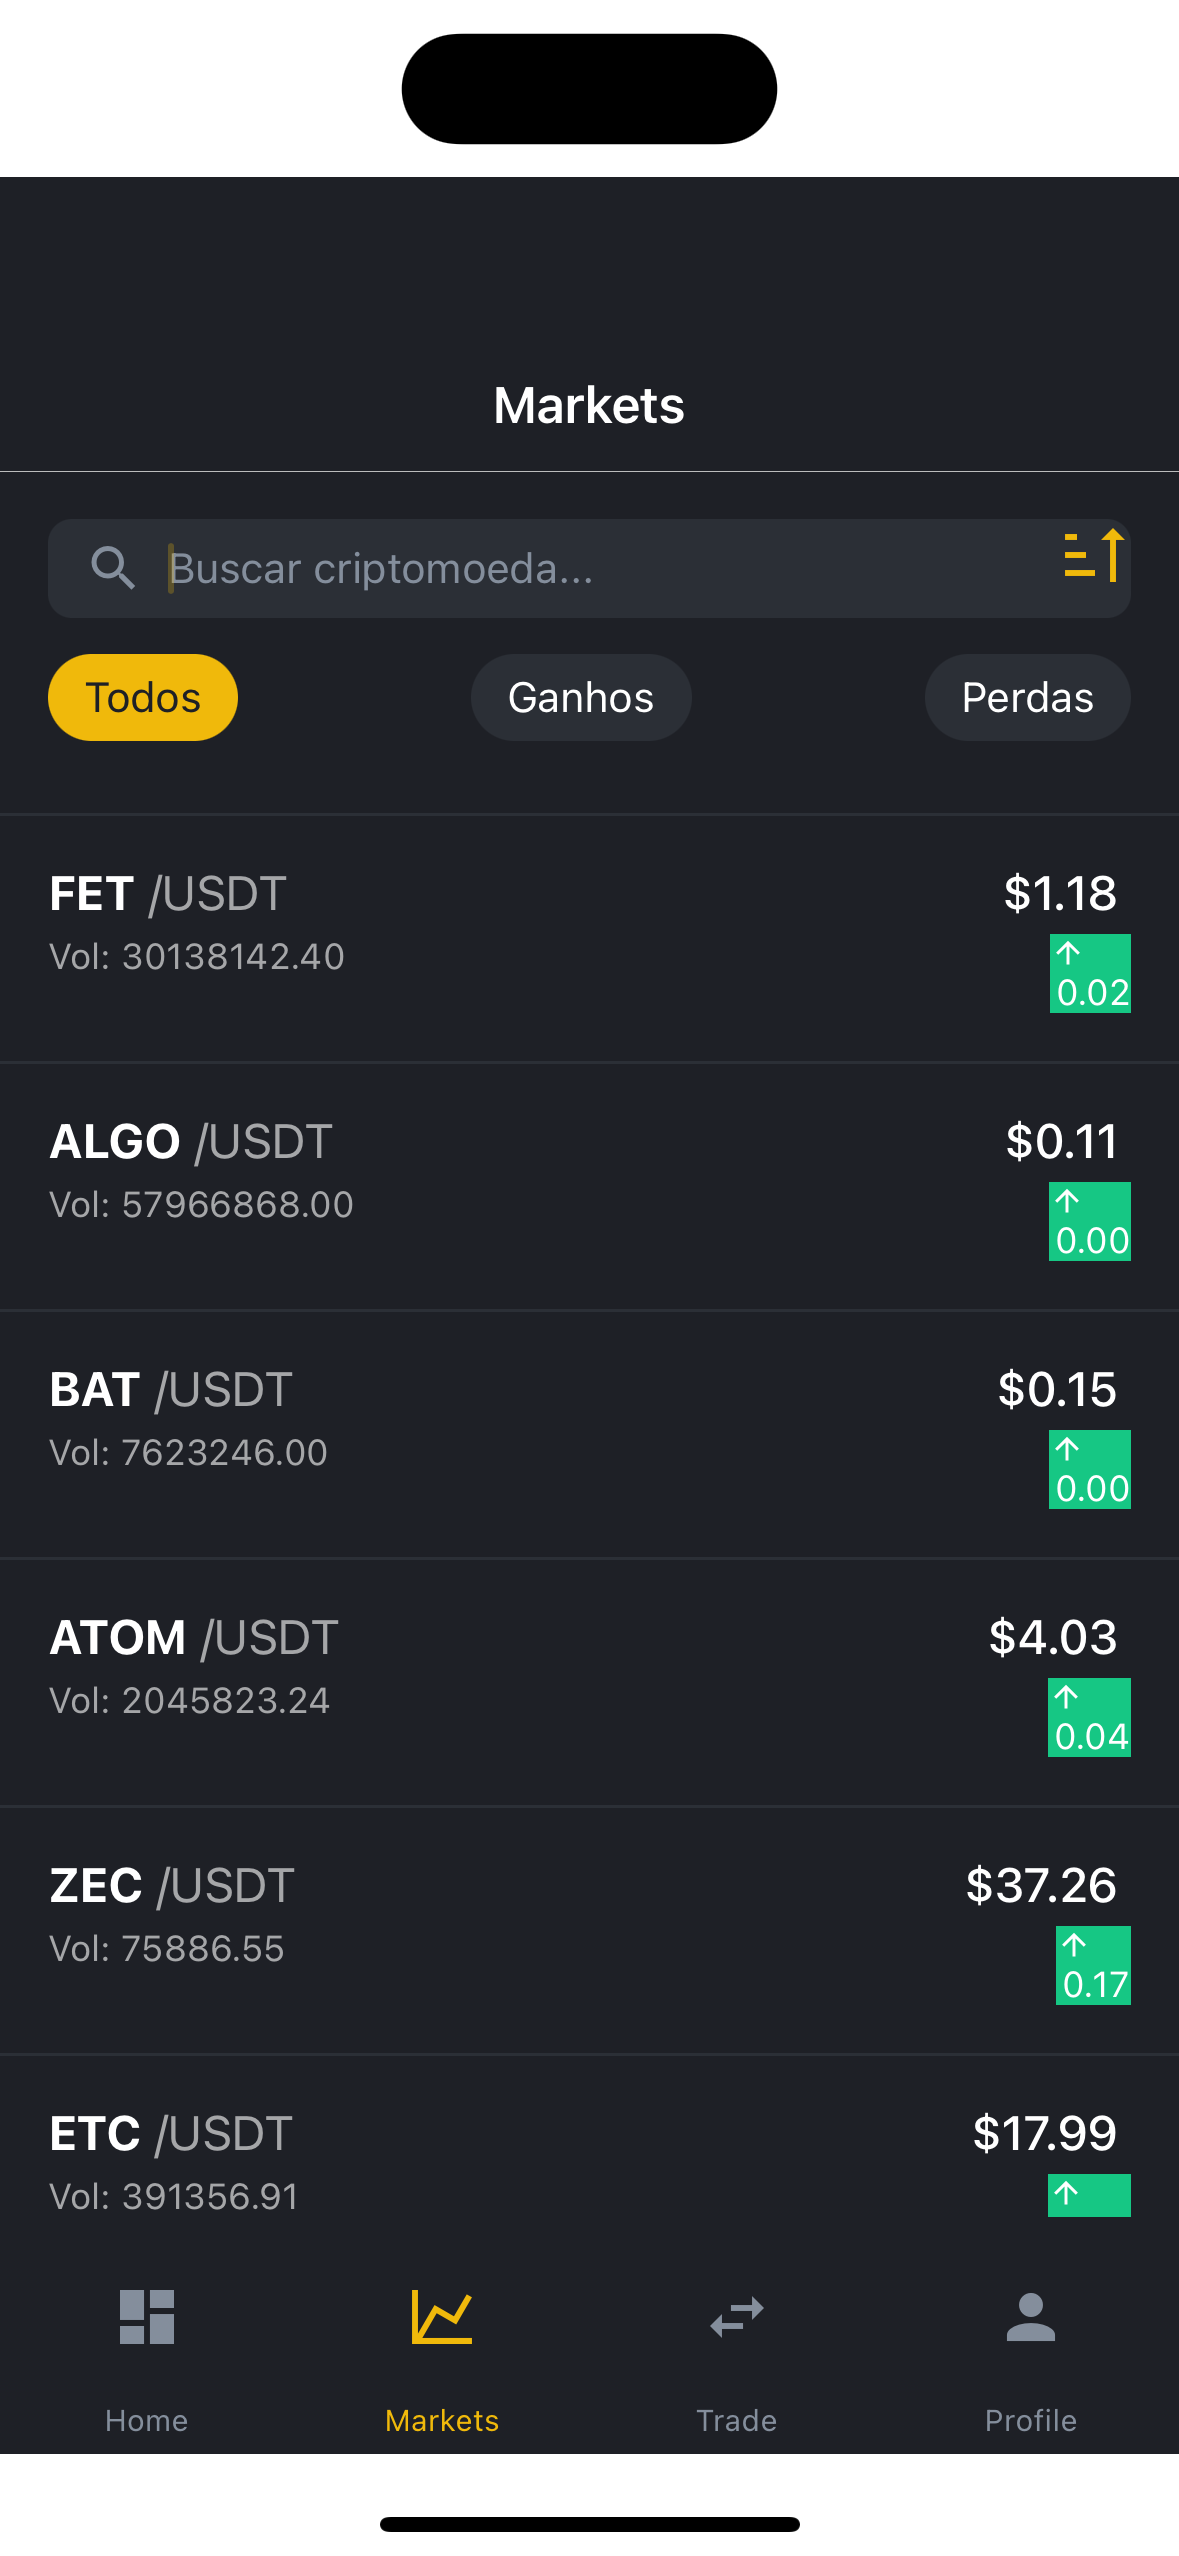 Markets
Buscar criptomoeda...
Todos Ganhos Perdas
FET /USDT $1.18
Vol: 30138142.40
↑
0.02
ALGO /USDT $0.11
Vol: 57966868.00
↑
0.00
BAT /USDT $0.15
Vol: 7623246.00
↑
0.00
ATOM /USDT $4.03
Vol: 2045823.24
↑
0.04
ZEC /USDT $37.26
Vol: 75886.55
↑
0.17
ETC /USDT $17.99
Vol: 391356.91
↑
Home Markets Trade Profile